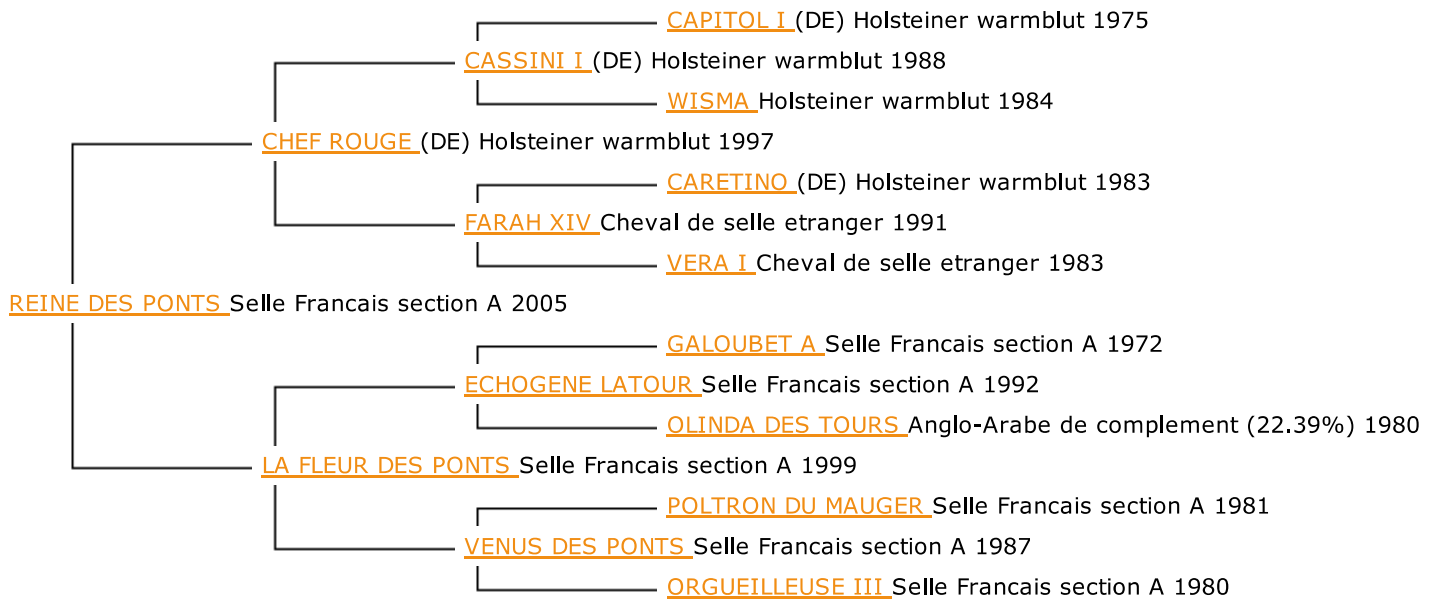 CAPITOL I (DE) Holsteiner warmblut 1975
CASSINI I (DE) Holsteiner warmblut 1988
WISMA Holsteiner warmblut 1984
CHEF ROUGE (DE) Holsteiner warmblut 1997
CARETINO (DE) Holsteiner warmblut 1983
FARAH XIV Cheval de selle etranger 1991
VERA I Cheval de selle etranger 1983
REINE DES PONTS Selle Francais section A 2005
GALOUBET A Selle Francais section A 1972
ECHOGENE LATOUR Selle Francais section A 1992
OLINDA DES TOURS Anglo-Arabe de complement (22.39%) 1980
LA FLEUR DES PONTS Selle Francais section A 1999
POLTRON DU MAUGER Selle Francais section A 1981
VENUS DES PONTS Selle Francais section A 1987
ORGUEILLEUSE III Selle Francais section A 1980